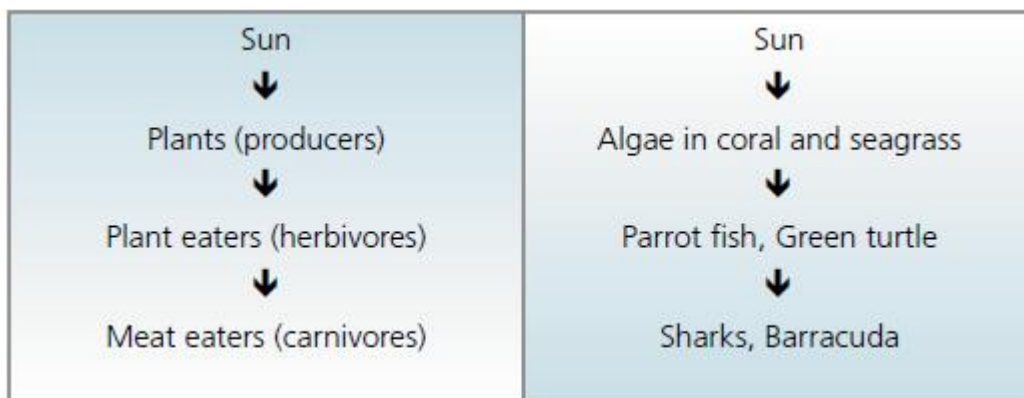 Sun
Plants (producers)
Plant eaters (herbivores)
Meat eaters (carnivores)
Sun
Algae in coral and seagrass
Parrot fish, Green turtle
Sharks, Barracuda